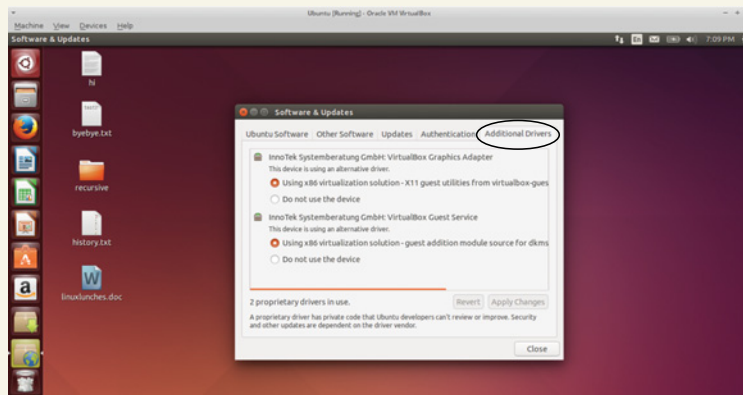 Ubuntu [Running] - Oracle VM VirtualBox
Machine View Devices Help
Software & Updates
En
7:09 PM
hi
byebye.txt
recursive
history.txt
W
linuxlunches.doc
a
A
Software & Updates
Ubuntu Software Other Software Updates Authentication Additional Drivers
InnoTek Systemberatung GmbH: VirtualBox Graphics Adapter
This device is using an alternative driver.
Using x86 virtualization solution - X11 guest utilities from virtualbox-gues
Do not use the device
InnoTek Systemberatung GmbH: VirtualBox Guest Service
This device is using an alternative driver.
Using x86 virtualization solution - guest addition module source for dkms
Do not use the device
2 proprietary drivers in use.
Revert Apply Changes
A proprietary driver has private code that Ubuntu developers can't review or improve. Security
and other updates are dependent on the driver vendor.
Close